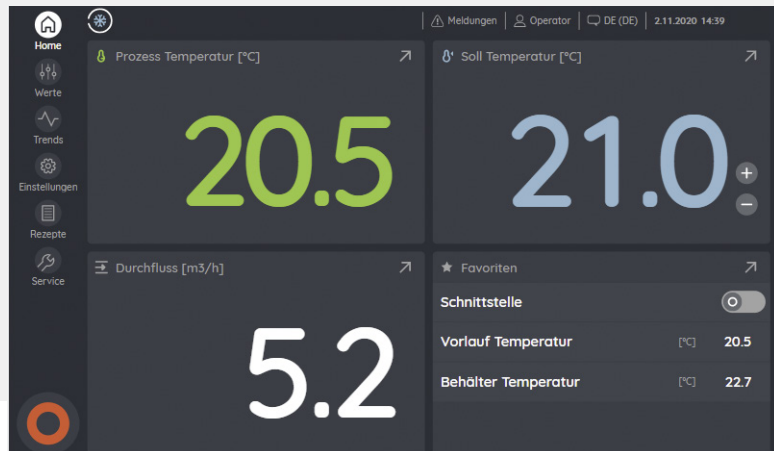 Meldungen
Operator
DE (DE)
2.11.2020 14:39
Home
Werte
Trends
Einstellungen
Rezepte
Service
Prozess Temperatur [°C]
20.5
Soll Temperatur [°C]
21.0
+
−
Durchfluss [m3/h]
5.2
Favoriten
Schnittstelle
Vorlauf Temperatur [°C] 20.5
Behälter Temperatur [°C] 22.7